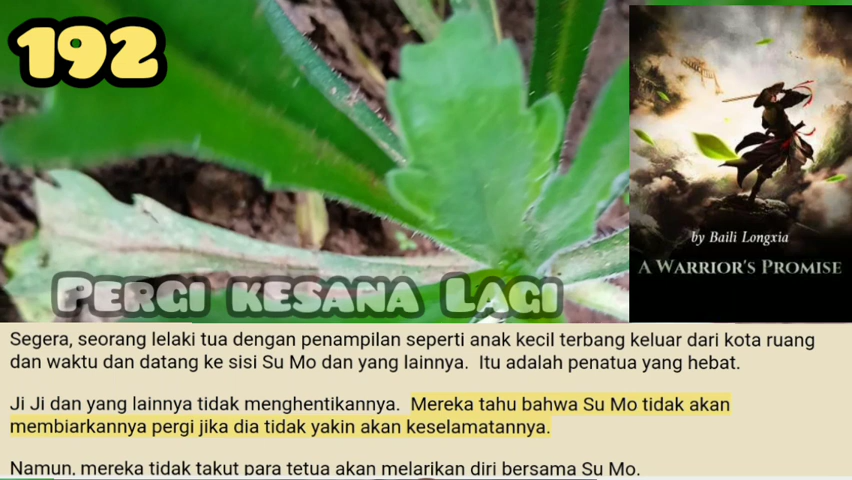 192
PERGI KESANA LAGI
by Baili Longxia
A WARRIOR'S PROMISE
Segera, seorang lelaki tua dengan penampilan seperti anak kecil terbang keluar dari kota ruang
dan waktu dan datang ke sisi Su Mo dan yang lainnya. Itu adalah penatua yang hebat.
Ji Ji dan yang lainnya tidak menghentikannya. Mereka tahu bahwa Su Mo tidak akan
membiarkannya pergi jika dia tidak yakin akan keselamatannya.
Namun, mereka tidak takut para tetua akan melarikan diri bersama Su Mo.